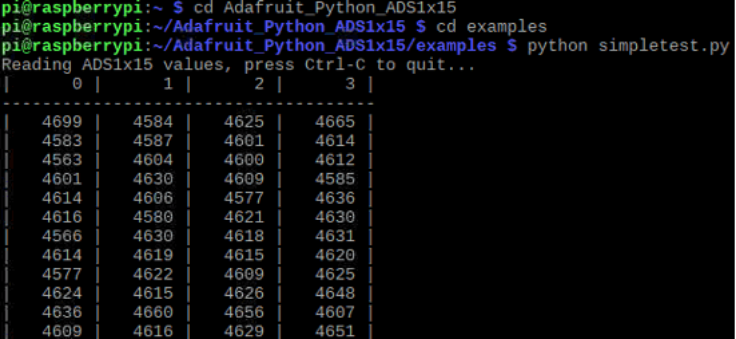 pi@raspberrypi:~ $ cd Adafruit_Python_ADS1x15
pi@raspberrypi:~/Adafruit_Python_ADS1x15 $ cd examples
pi@raspberrypi:~/Adafruit_Python_ADS1x15/examples $ python simpletest.py
Reading ADS1x15 values, press Ctrl-C to quit...
|      0 |      1 |      2 |      3 |
-------------------------------------
|   4699 |   4584 |   4625 |   4665 |
|   4583 |   4587 |   4601 |   4614 |
|   4563 |   4604 |   4600 |   4612 |
|   4601 |   4630 |   4609 |   4585 |
|   4614 |   4606 |   4577 |   4636 |
|   4616 |   4580 |   4621 |   4630 |
|   4566 |   4630 |   4618 |   4631 |
|   4614 |   4619 |   4615 |   4620 |
|   4577 |   4622 |   4609 |   4625 |
|   4624 |   4615 |   4626 |   4648 |
|   4636 |   4660 |   4656 |   4607 |
|   4609 |   4616 |   4629 |   4651 |